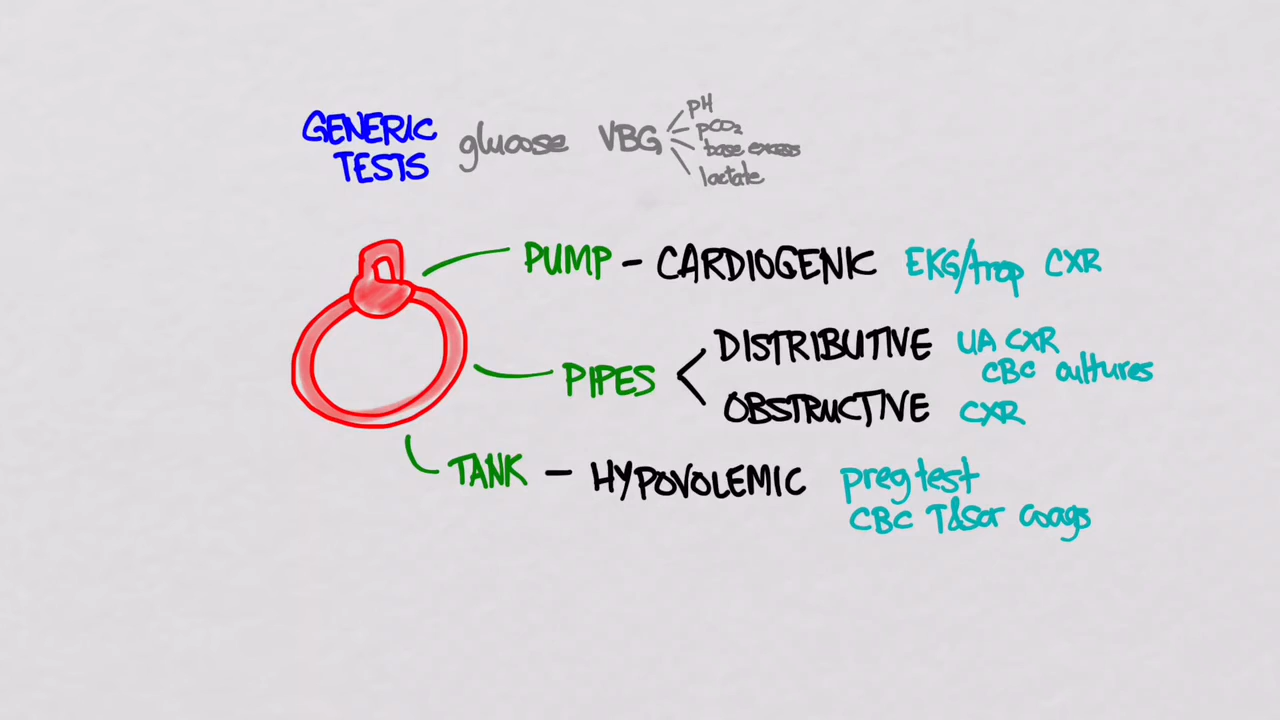 GENERIC TESTS
glucose
VBG
pH
pCO₂
base excess
lactate
PUMP – CARDIOGENIC EKG/trop CXR
PIPES
DISTRIBUTIVE UA CXR
CBC cultures
OBSTRUCTIVE CXR
TANK – HYPOVOLEMIC preg test
CBC T&Scr coags